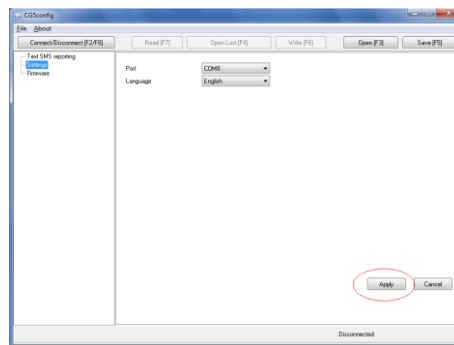 CG5config
File About
Connect/Disconnect [F2/F8] Read [F7] Open Last [F4] Write [F6] Open [F3] Save [F5]
Text SMS reporting
Settings
Firmware
Port COM8
Language English
Apply Cancel
Disconnected